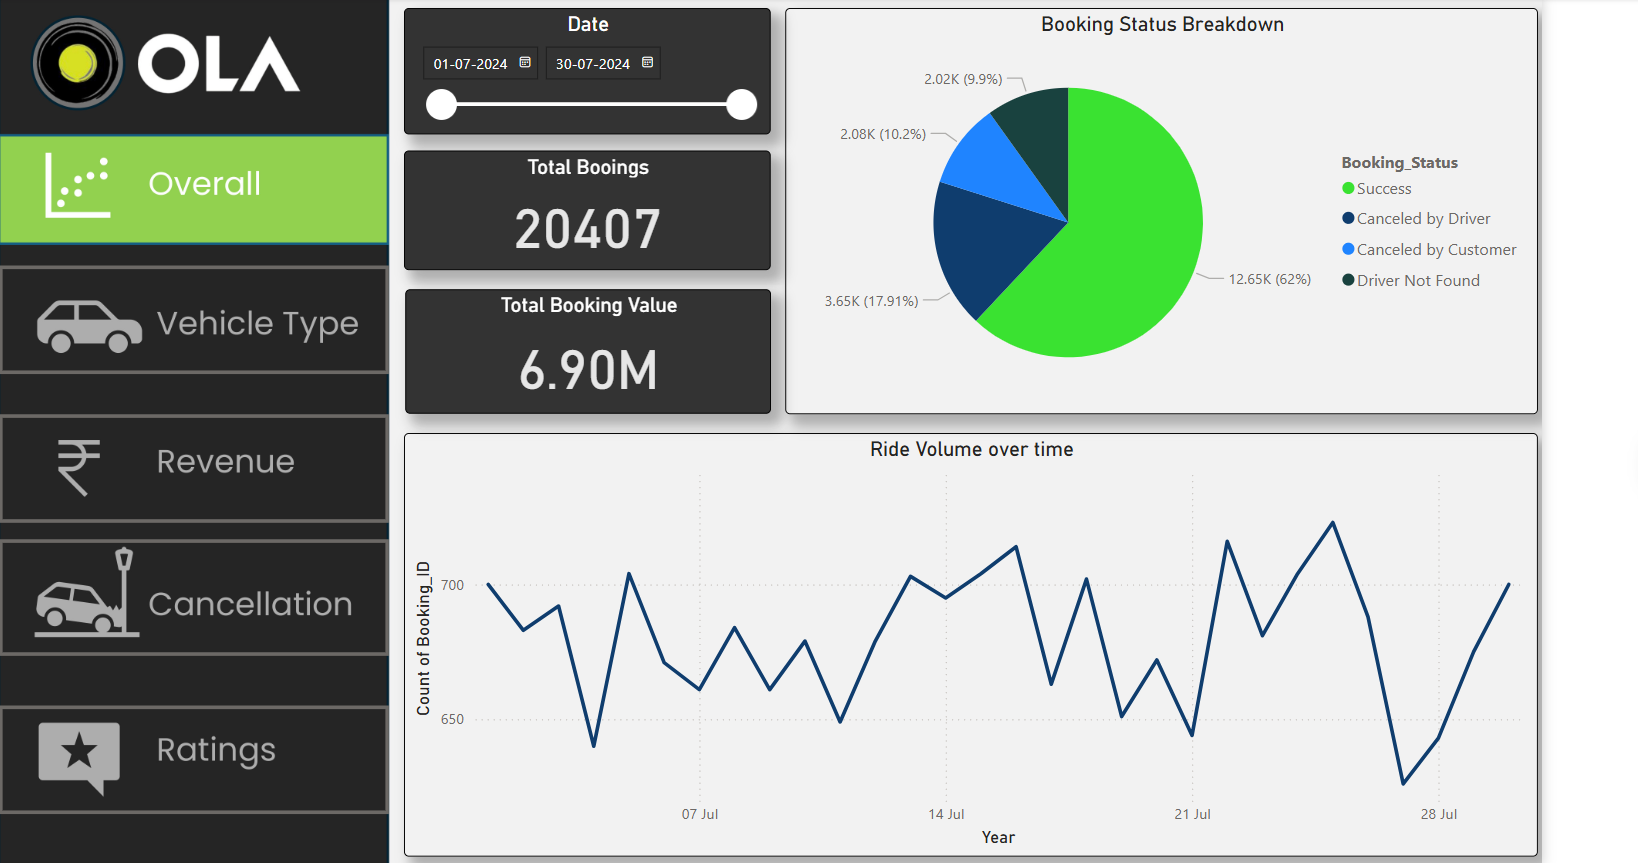 OLA
Overall
Vehicle Type
Revenue
Cancellation
Ratings
Date
01-07-2024
30-07-2024
Total Booings
20407
Total Booking Value
6.90M
Booking Status Breakdown
2.02K (9.9%)
2.08K (10.2%)
3.65K (17.91%)
12.65K (62%)
Booking_Status
Success
Canceled by Driver
Canceled by Customer
Driver Not Found
Ride Volume over time
Count of Booking_ID
700
650
07 Jul
14 Jul
21 Jul
28 Jul
Year